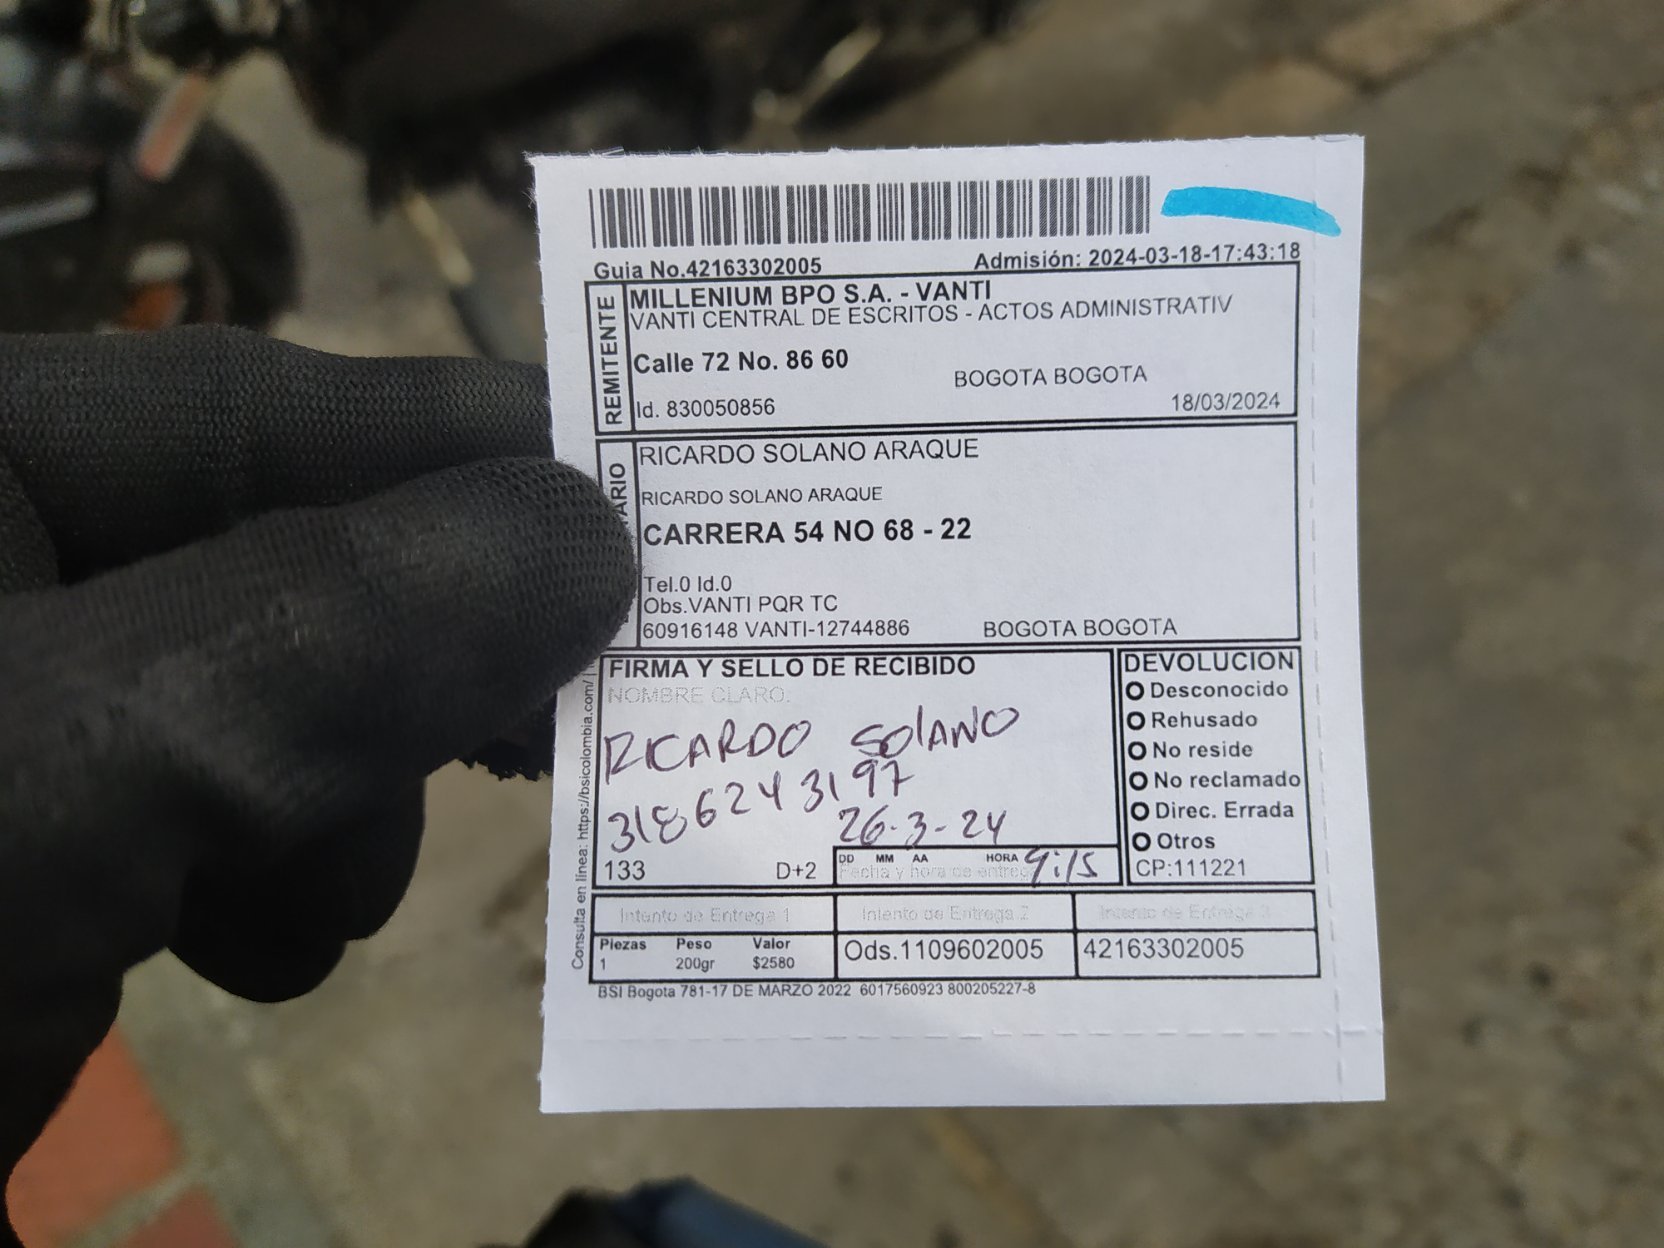 Guia No.42163302005
Admisión: 2024-03-18-17:43:18
REMITENTE
MILLENIUM BPO S.A. - VANTI
VANTI CENTRAL DE ESCRITOS - ACTOS ADMINISTRATIV
Calle 72 No. 86 60
BOGOTA BOGOTA
Id. 830050856
18/03/2024
RICARDO SOLANO ARAQUE
RICARDO SOLANO ARAQUE
CARRERA 54 NO 68 - 22
Tel.0 Id.0
Obs.VANTI PQR TC
60916148 VANTI-12744886
BOGOTA BOGOTA
FIRMA Y SELLO DE RECIBIDO
NOMBRE CLARO.
RICARDO SOLANO
3186243197
26-3-24
133
D+2
DD MM AA HORA 9:15
Fecha y hora de entrega
DEVOLUCION
Desconocido
Rehusado
No reside
No reclamado
Direc. Errada
Otros
CP:111221
Intento de Entrega 1
Intento de Entrega 2
Intento de Entrega 3
Piezas Peso Valor
1 200gr $2580
Ods.1109602005
42163302005
BSI Bogota 781-17 DE MARZO 2022 6017560923 800205227-8
Consulta en línea: https://bsicolombia.com/